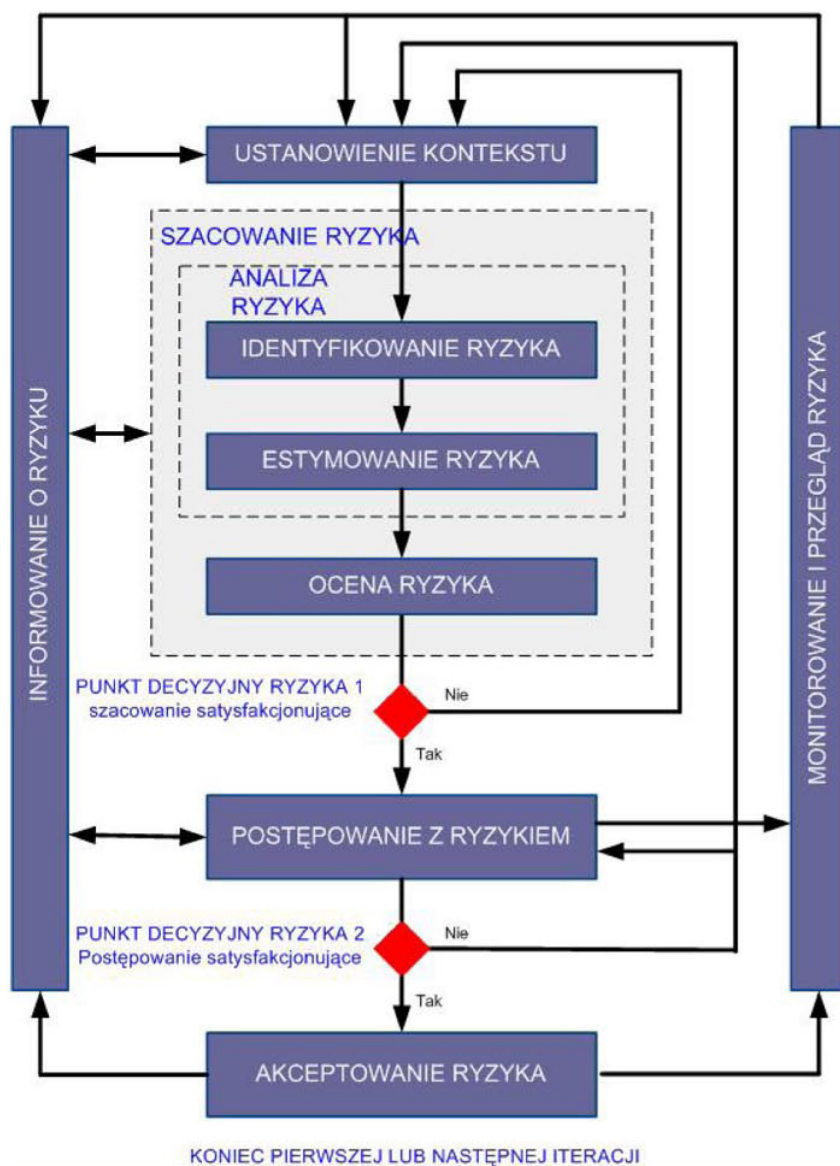 USTANOWIENIE KONTEKSTU
SZACOWANIE RYZYKA
ANALIZA
RYZYKA
IDENTYFIKOWANIE RYZYKA
ESTYMOWANIE RYZYKA
OCENA RYZYKA
INFORMOWANIE O RYZYKU
MONITOROWANIE I PRZEGLĄD RYZYKA
PUNKT DECYZYJNY RYZYKA 1
szacowanie satysfakcjonujące
Nie
Tak
POSTĘPOWANIE Z RYZYKIEM
PUNKT DECYZYJNY RYZYKA 2
Postępowanie satysfakcjonujące
Nie
Tak
AKCEPTOWANIE RYZYKA
KONIEC PIERWSZEJ LUB NASTĘPNEJ ITERACJI